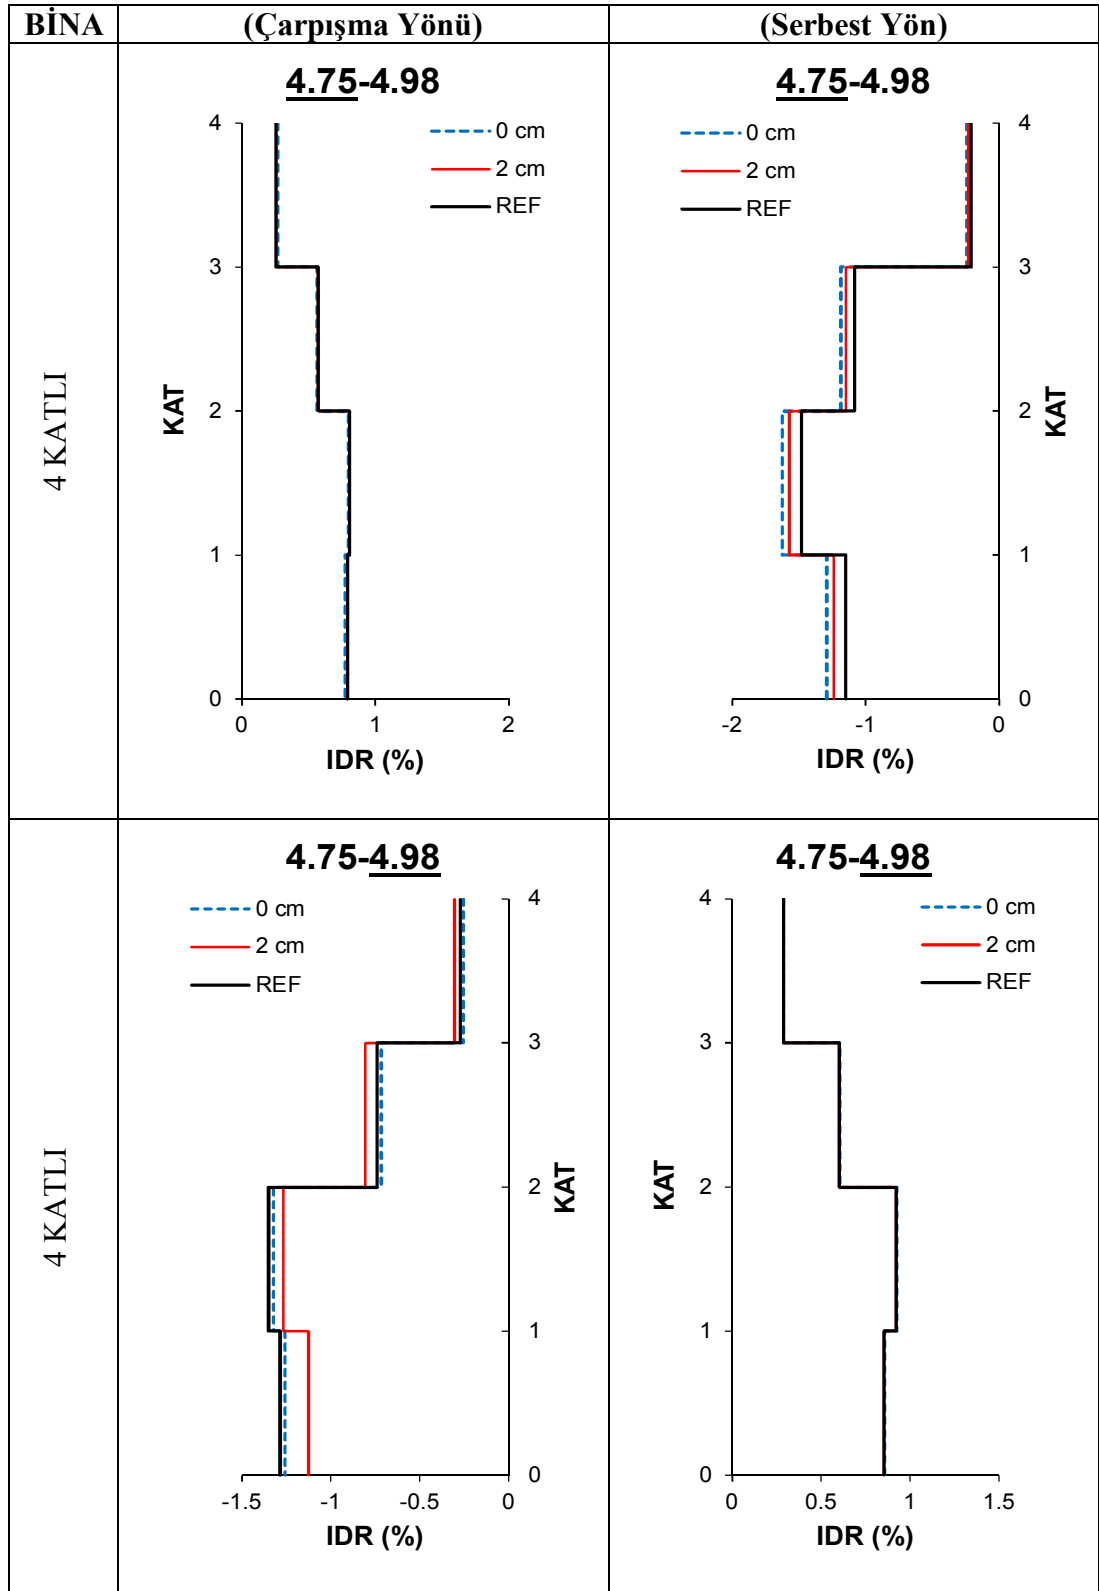 BİNA (Çarpışma Yönü) (Serbest Yön)
4 KATLI
4.75-4.98
0 cm
2 cm
REF
4
3
2
1
0
KAT
0 1 2
IDR (%)
4.75-4.98
0 cm
2 cm
REF
4
3
2
1
0
KAT
-2 -1 0
IDR (%)
4 KATLI
4.75-4.98
0 cm
2 cm
REF
4
3
2
1
0
KAT
-1.5 -1 -0.5 0
IDR (%)
4.75-4.98
0 cm
2 cm
REF
4
3
2
1
0
KAT
0 0.5 1 1.5
IDR (%)